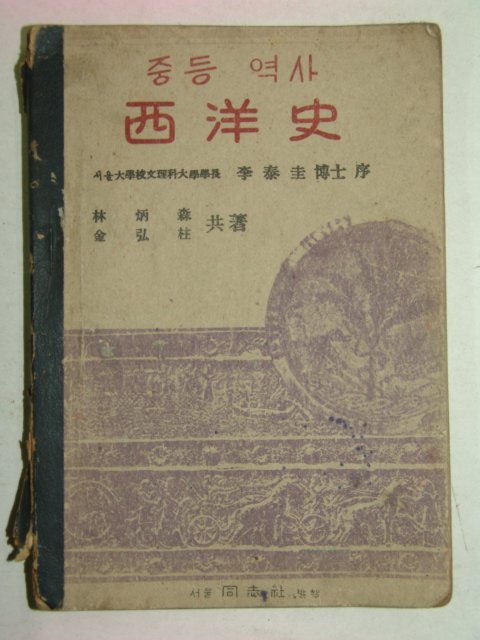 중등 역사
西洋史
서울大學校文理科大學學長 李泰圭博士序
林炳森
金弘柱 共著
서울 同志社 發行